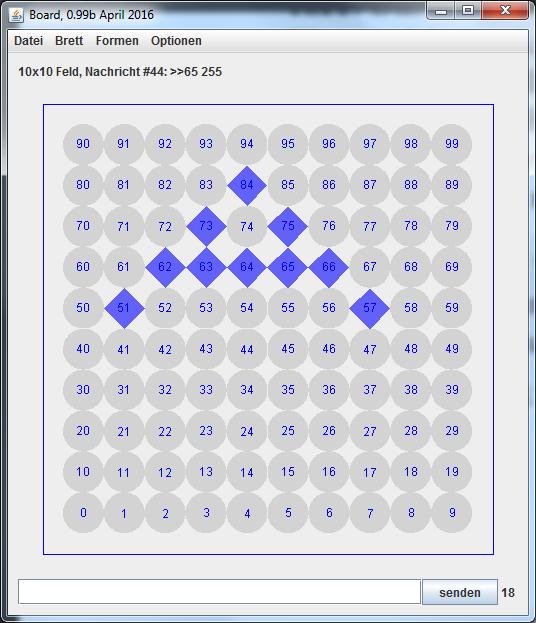 Board, 0.99b April 2016
Datei Brett Formen Optionen
10x10 Feld, Nachricht #44: >>65 255
90 91 92 93 94 95 96 97 98 99
80 81 82 83 84 85 86 87 88 89
70 71 72 73 74 75 76 77 78 79
60 61 62 63 64 65 66 67 68 69
50 51 52 53 54 55 56 57 58 59
40 41 42 43 44 45 46 47 48 49
30 31 32 33 34 35 36 37 38 39
20 21 22 23 24 25 26 27 28 29
10 11 12 13 14 15 16 17 18 19
0 1 2 3 4 5 6 7 8 9
senden 18